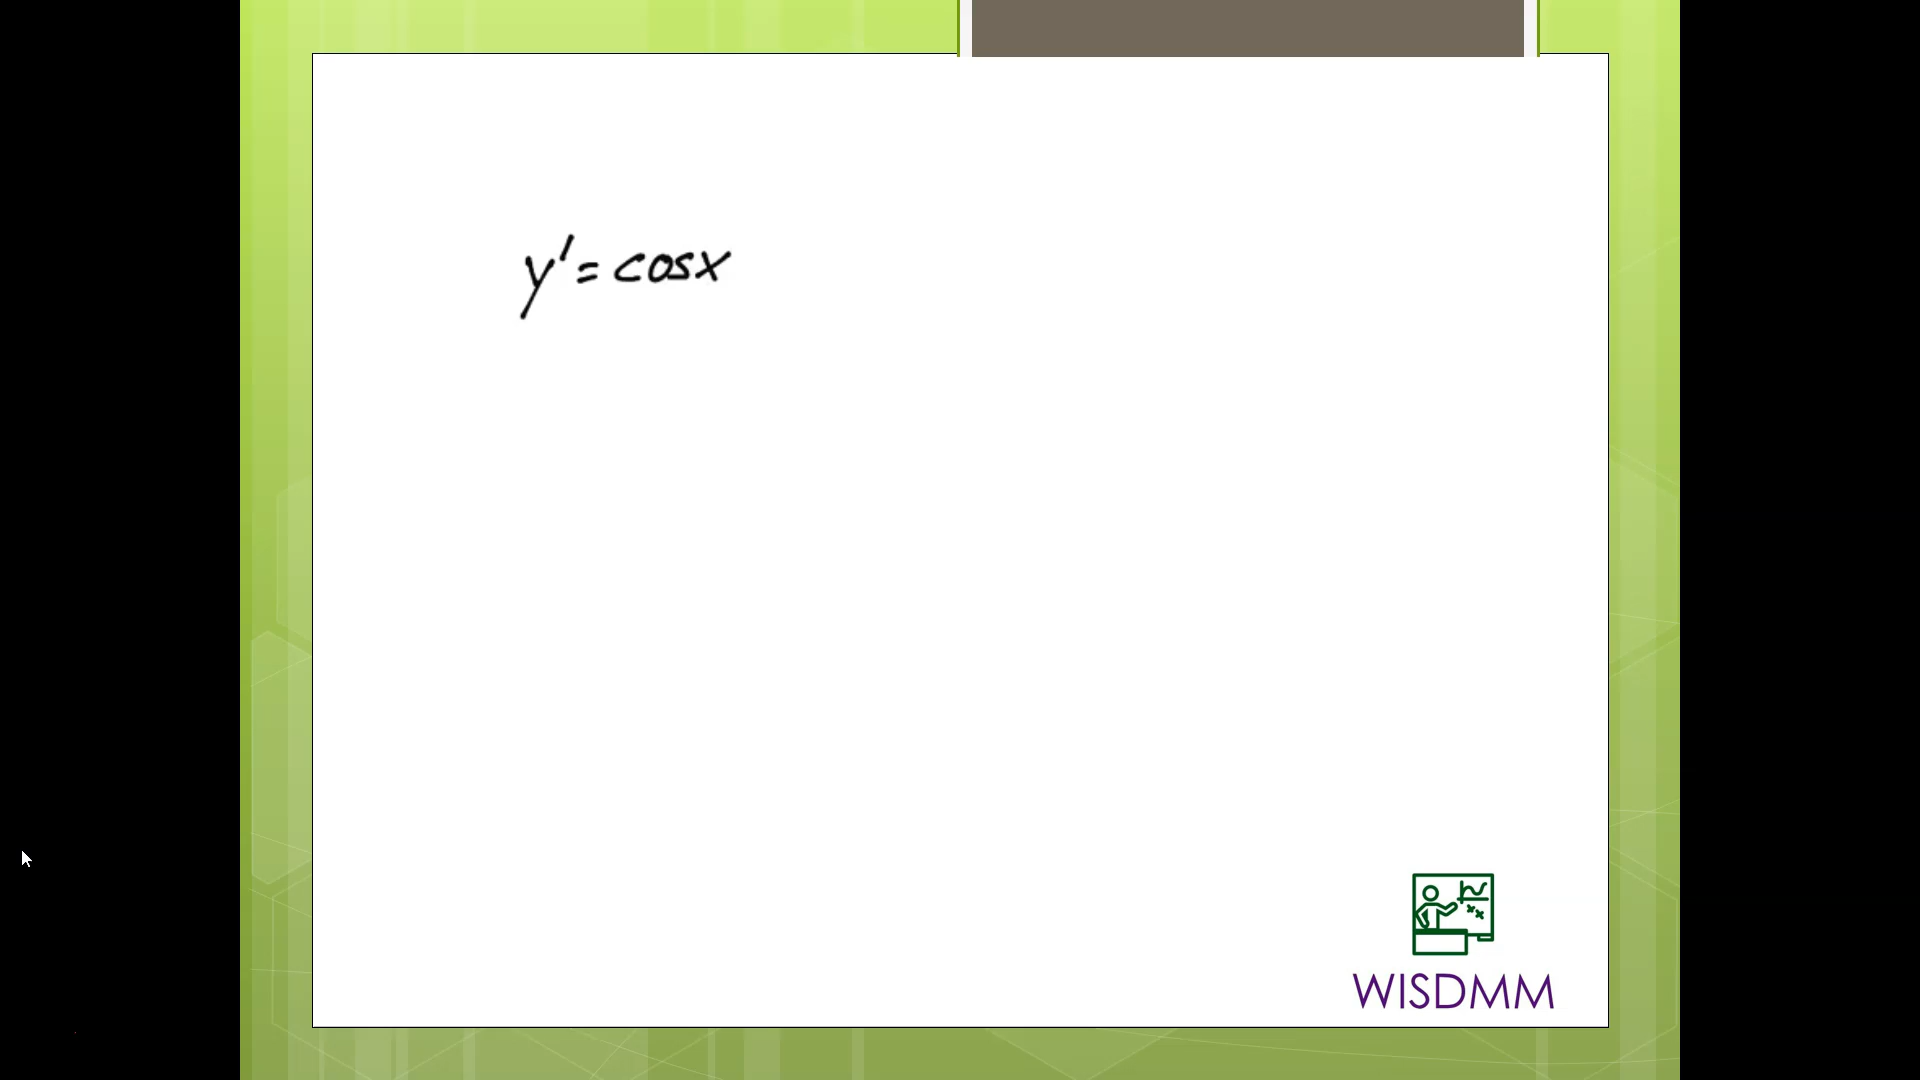 y' = cosx
WISDMM